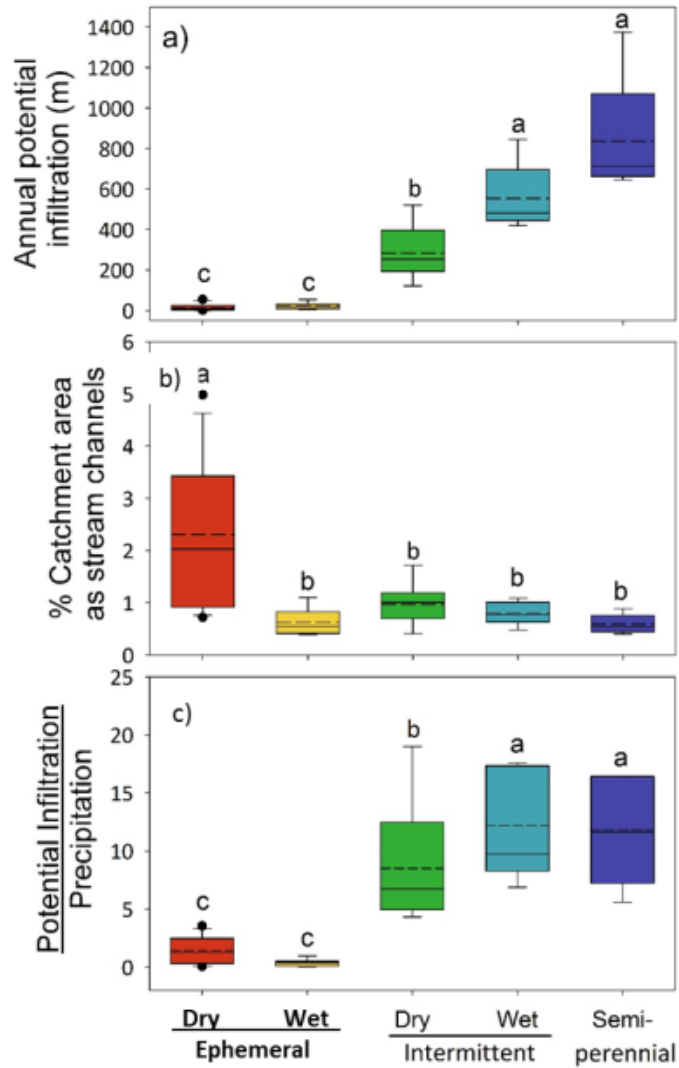 a)
Annual potential
infiltration (m)
1400
1200
1000
800
600
400
200
0
c
c
b
a
a
b)
% Catchment area
as stream channels
6
5
4
3
2
1
0
a
b
b
b
b
c)
Potential Infiltration
Precipitation
25
20
15
10
5
0
c
c
b
a
a
Dry Wet Dry Wet Semi-
Ephemeral Intermittent perennial